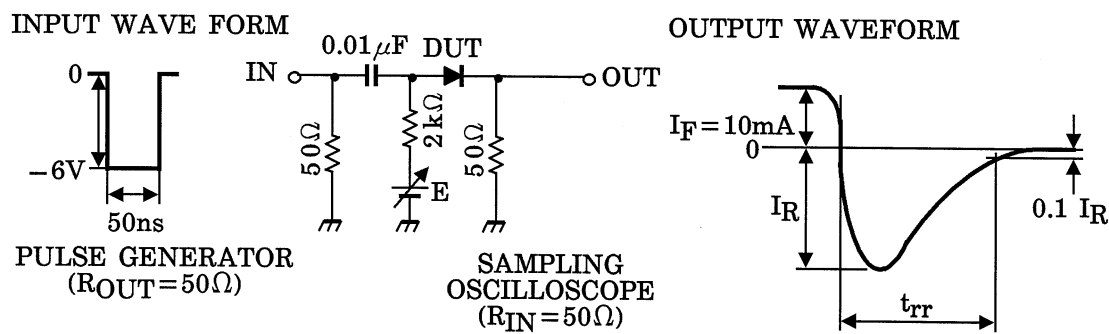 INPUT WAVE FORM
0
−6V
50ns
PULSE GENERATOR
(ROUT=50Ω)
0.01μF
DUT
IN
OUT
50Ω
2kΩ
50Ω
E
SAMPLING
OSCILLOSCOPE
(RIN=50Ω)
OUTPUT WAVEFORM
IF=10mA
0
IR
0.1 IR
trr